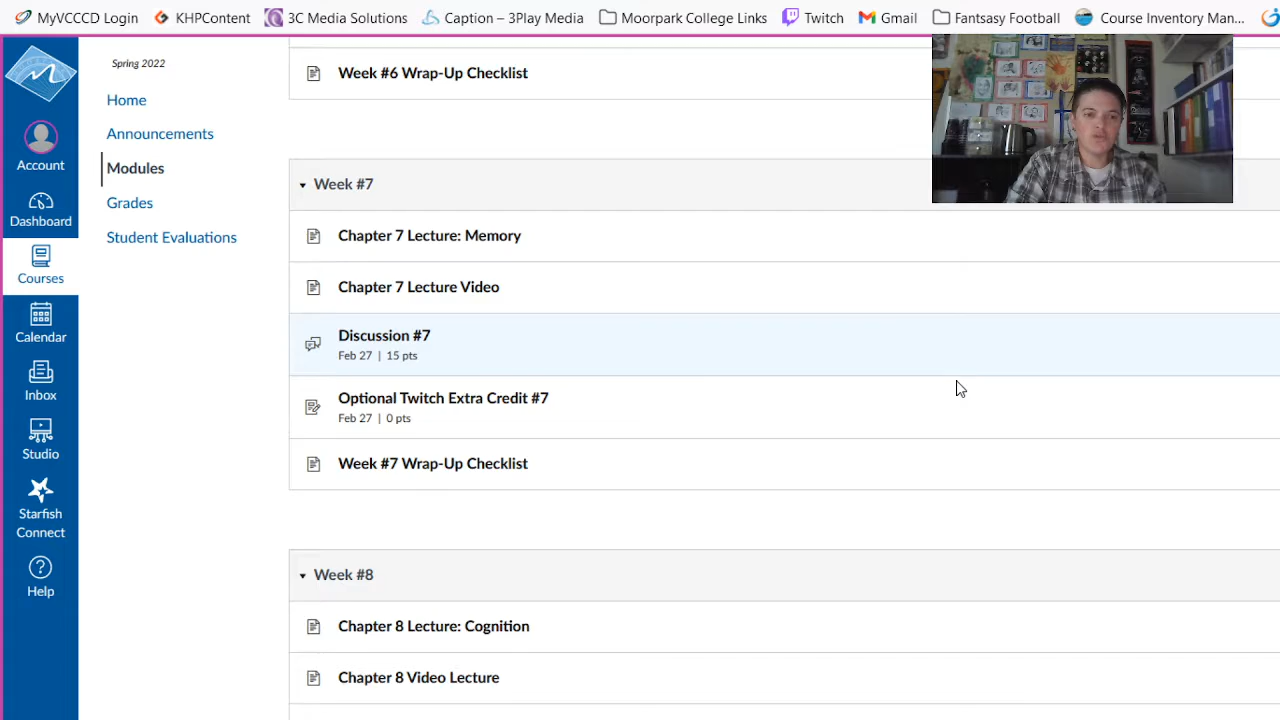 MyVCCCD KHPContent 3C Media Solutions Caption – 3Play Media Moorpark College Links Twitch Gmail Fantsasy Football Course Inventory Man...
Spring 2022
Home
Announcements
Modules
Grades
Student Evaluations
Account
Dashboard
Courses
Calendar
Inbox
Studio
Starfish
Connect
Help
Week #6 Wrap-Up Checklist
Week #7
Chapter 7 Lecture: Memory
Chapter 7 Lecture Video
Discussion #7
Feb 27 | 15 pts
Optional Twitch Extra Credit #7
Feb 27 | 0 pts
Week #7 Wrap-Up Checklist
Week #8
Chapter 8 Lecture: Cognition
Chapter 8 Video Lecture